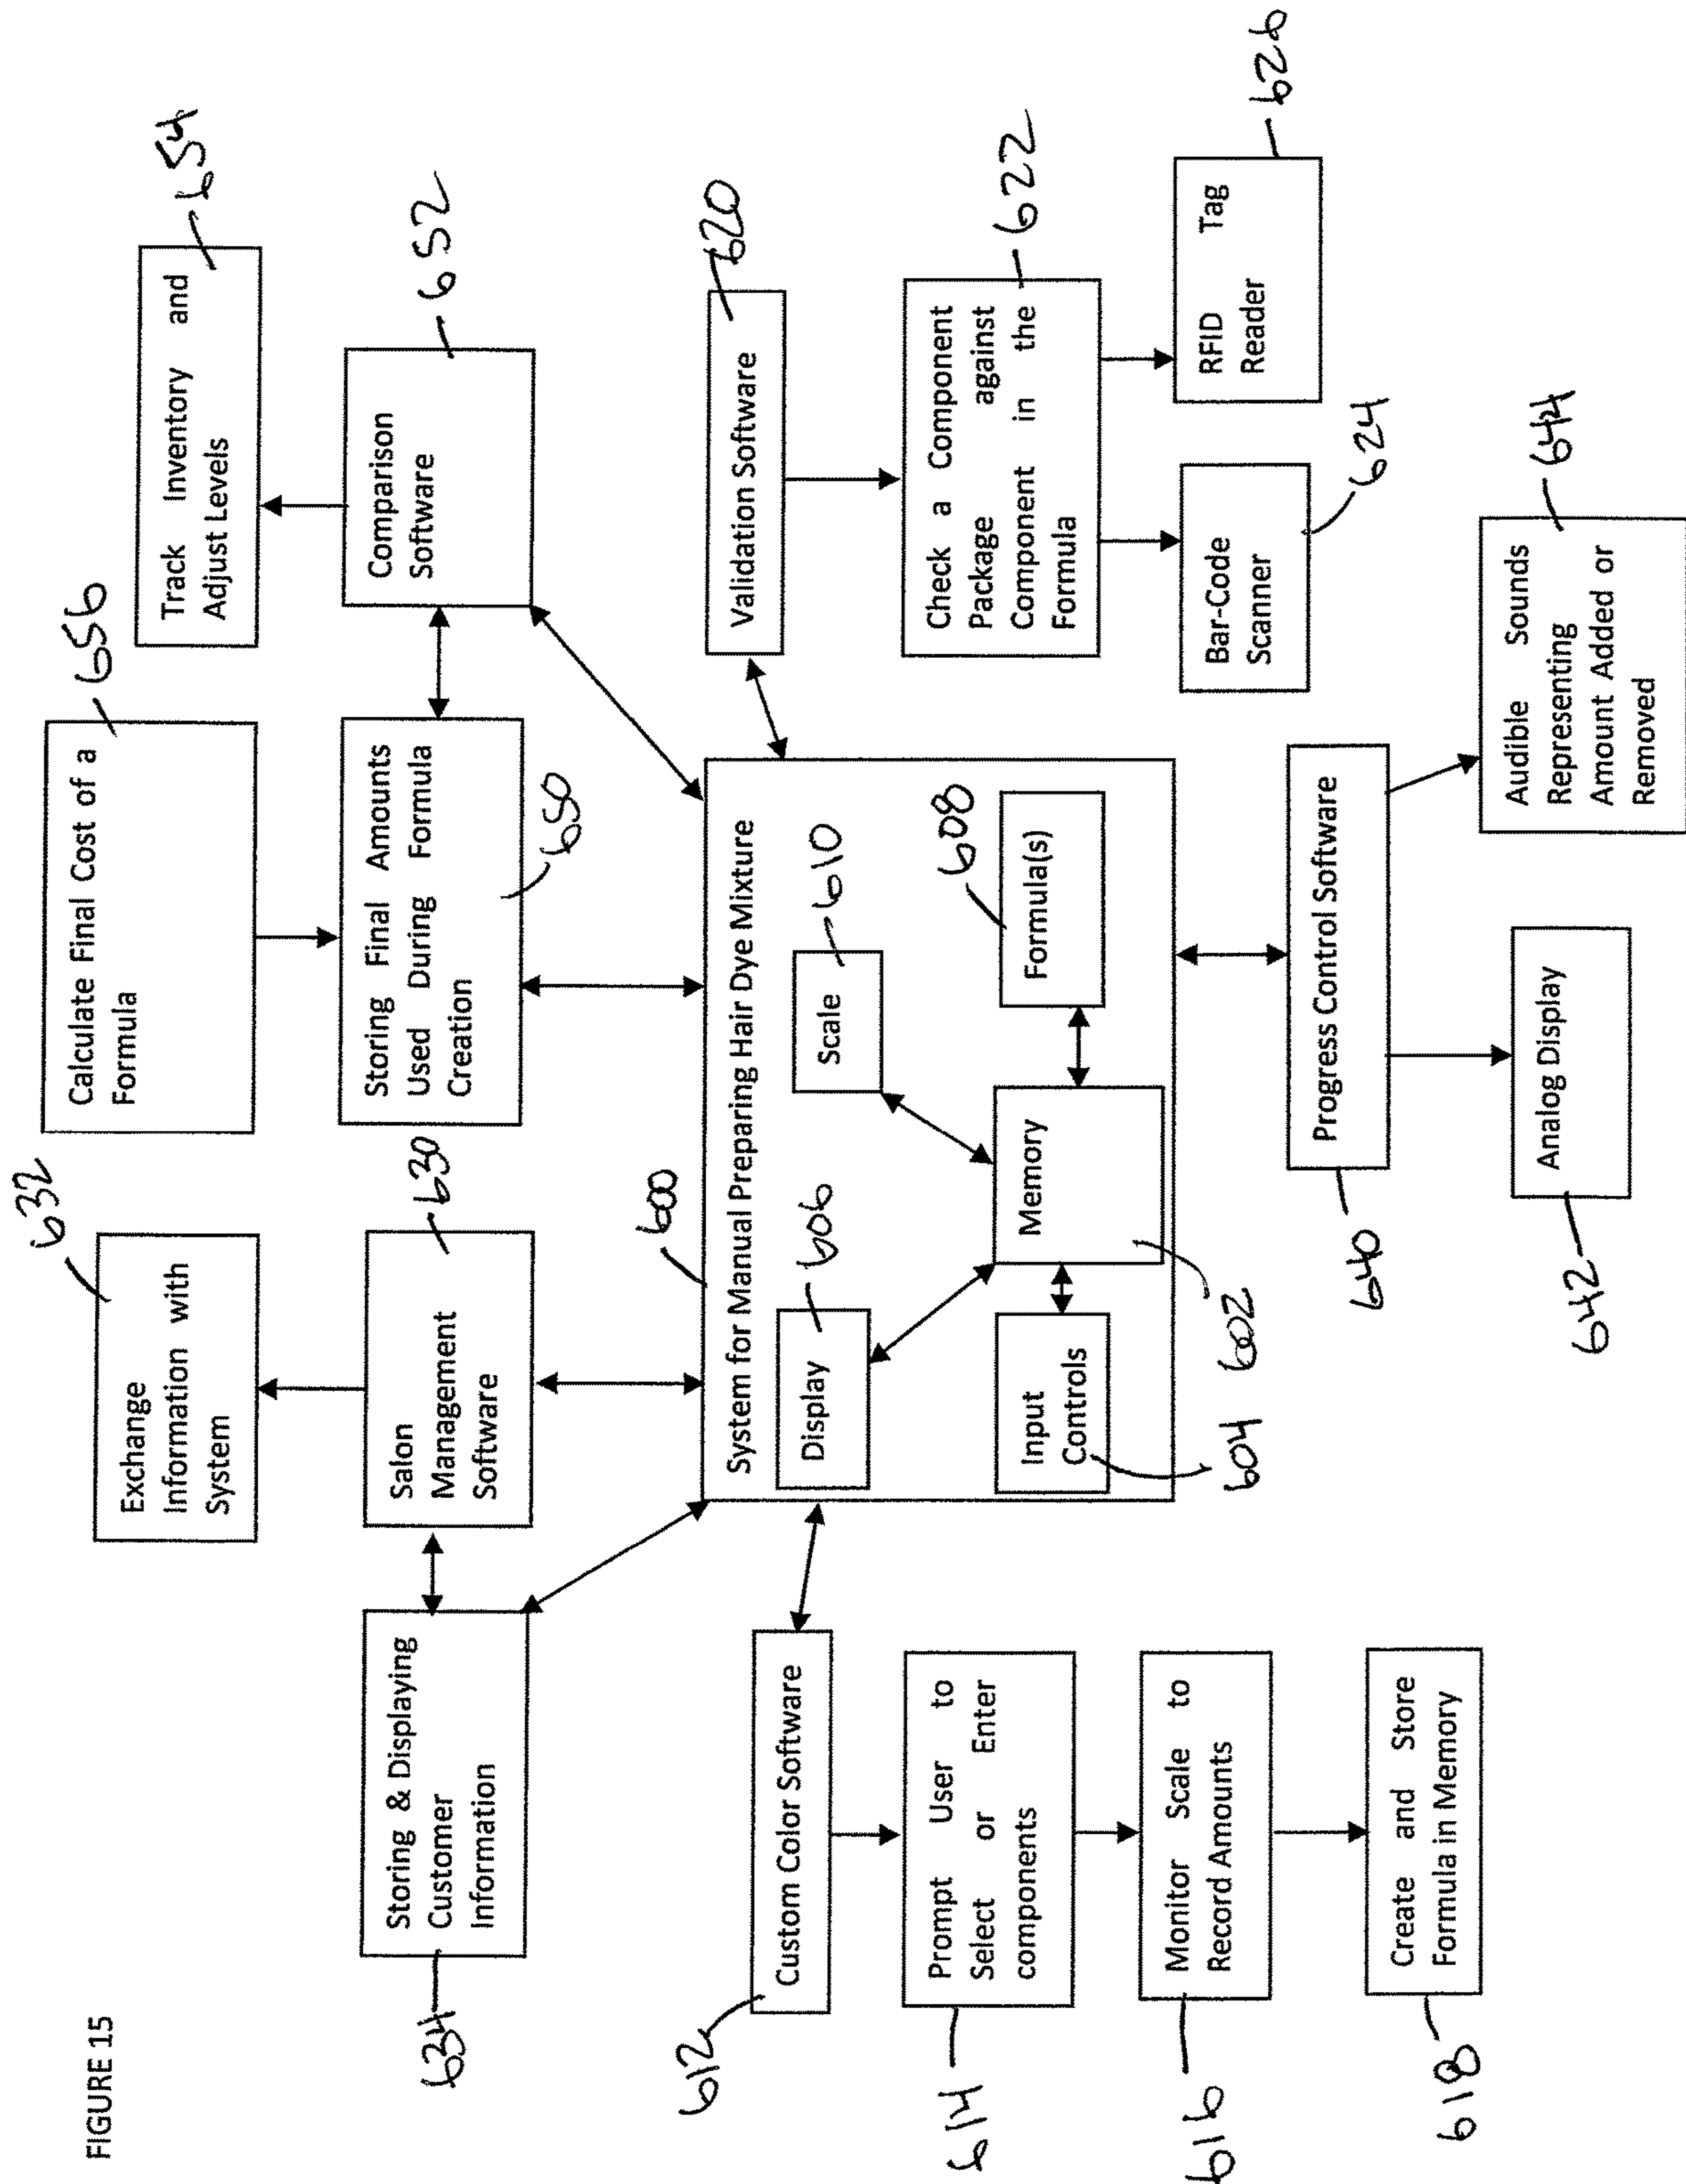 FIGURE 15
632
Exchange
Information with
System
656
Calculate Final Cost of a
Formula
654
Track Inventory and
Adjust Levels
634
Storing & Displaying
Customer
Information
630
Salon
Management
Software
650
Storing Final Amounts
Used During Formula
Creation
652
Comparison
Software
600
System for Manual Preparing Hair Dye Mixture
606
Display
610
Scale
604
Input
Controls
602
Memory
608
Formula(s)
612
Custom Color Software
614
Prompt User to
Select or Enter
components
616
Monitor Scale to
Record Amounts
618
Create and Store
Formula in Memory
620
Validation Software
622
Check a Component
Package against
Component in the
Formula
624
Bar-Code
Scanner
626
RFID Tag
Reader
640
Progress Control Software
642
Analog Display
644
Audible Sounds
Representing
Amount Added or
Removed